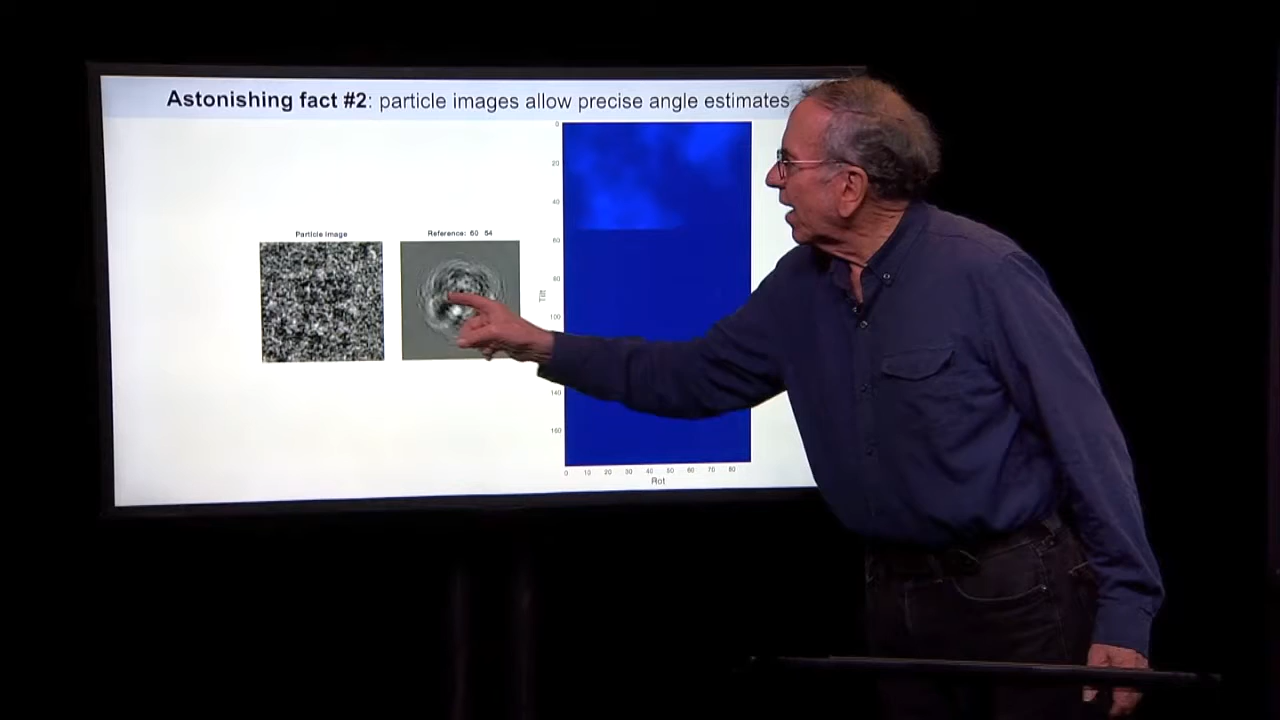 Astonishing fact #2: particle images allow precise angle estimates
Particle image
Reference: 60 54
0
20
40
60
80
100
140
160
Tilt
0 10 20 30 40 50 60 70 80
Rot